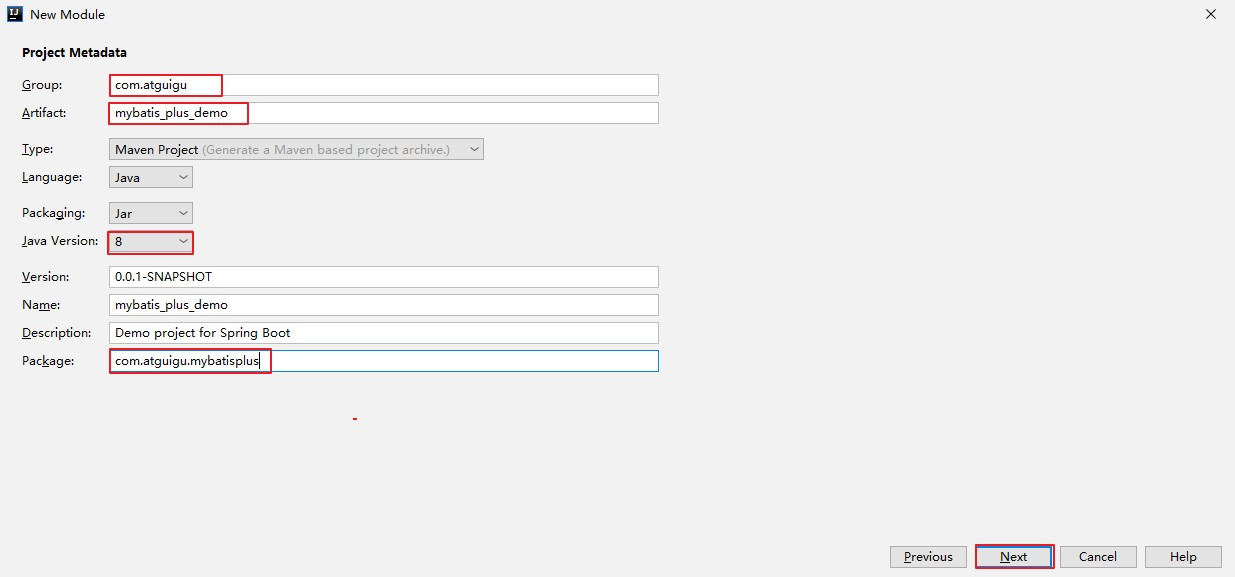 New Module
Project Metadata
Group: com.atguigu
Artifact: mybatis_plus_demo
Type: Maven Project (Generate a Maven based project archive.)
Language: Java
Packaging: Jar
Java Version: 8
Version: 0.0.1-SNAPSHOT
Name: mybatis_plus_demo
Description: Demo project for Spring Boot
Package: com.atguigu.mybatisplus
Previous Next Cancel Help